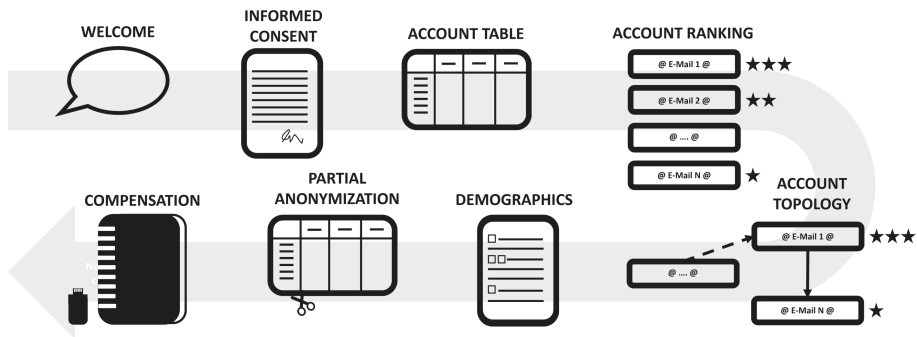 WELCOME
INFORMED
CONSENT
ACCOUNT TABLE
ACCOUNT RANKING
@ E-Mail 1 @
@ E-Mail 2 @
@ .... @
@ E-Mail N @
ACCOUNT
TOPOLOGY
@ E-Mail 1 @
@ .... @
@ E-Mail N @
DEMOGRAPHICS
PARTIAL
ANONYMIZATION
COMPENSATION